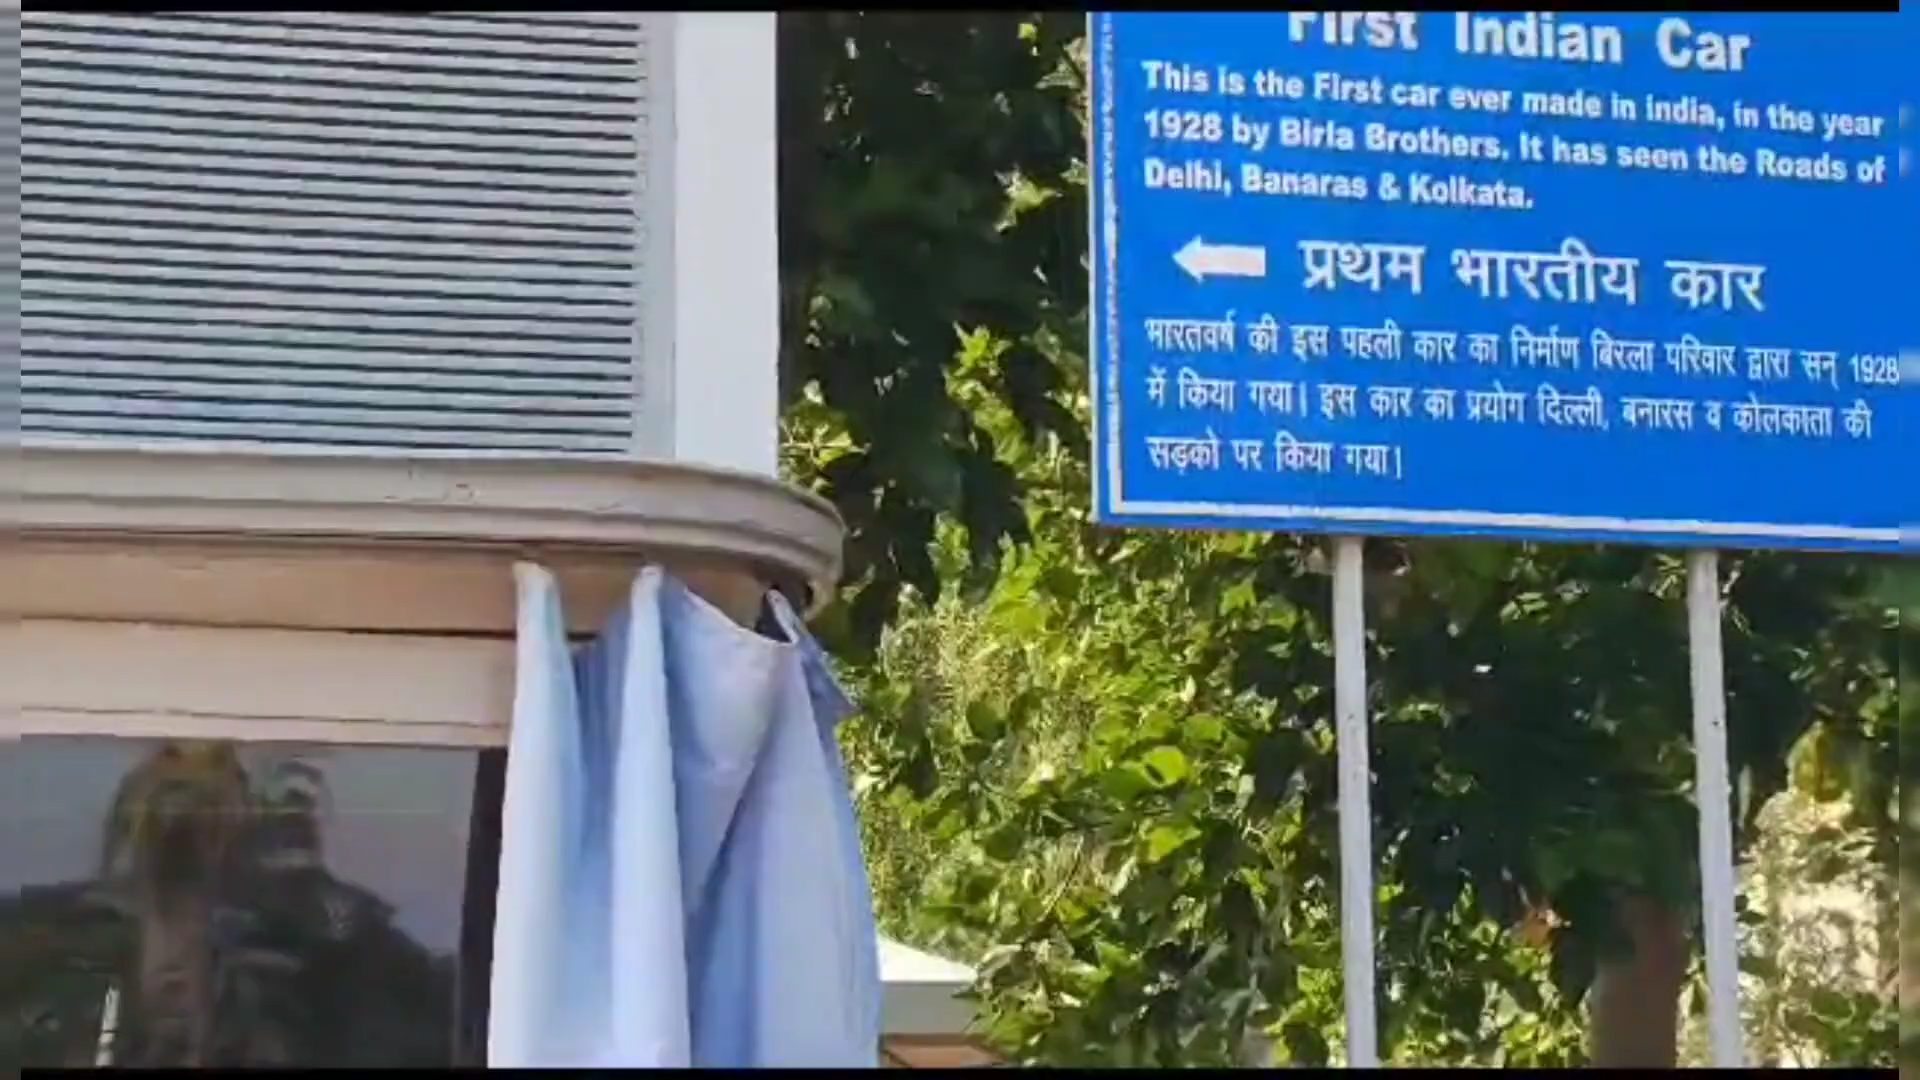 First Indian Car
This is the First car ever made in india, in the year
1928 by Birla Brothers. It has seen the Roads of
Delhi, Banaras & Kolkata.
प्रथम भारतीय कार
भारतवर्ष की इस पहली कार का निर्माण बिरला परिवार द्वारा सन् 1928
में किया गया। इस कार का प्रयोग दिल्ली, बनारस व कोलकाता की
सड़को पर किया गया।